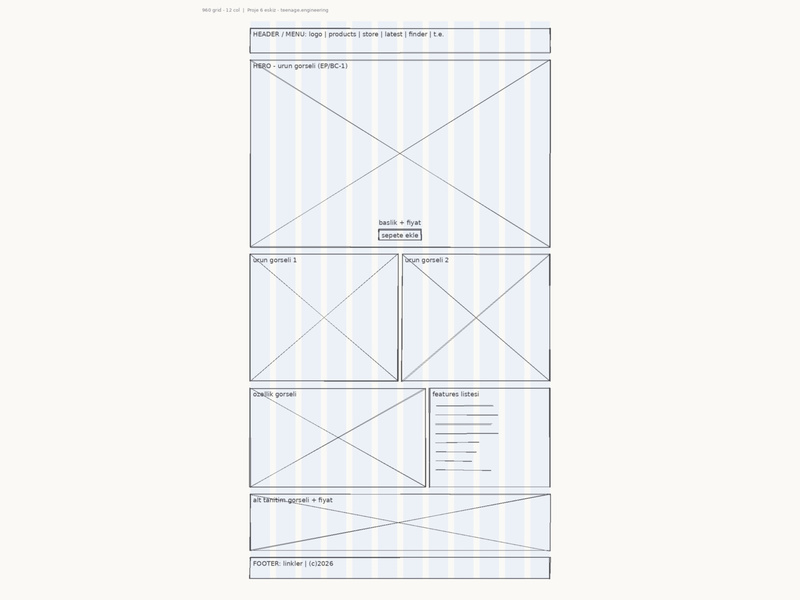 960 grid - 12 col | Proje 6 eskiz - teenage.engineering
HEADER / MENU: logo | products | store | latest | finder | t.e.
HERO - urun gorseli (EP/BC-1)
baslik + fiyat
sepete ekle
urun gorseli 1
urun gorseli 2
ozellik gorseli
features listesi
alt tanitim gorseli + fiyat
FOOTER: linkler | (c)2026